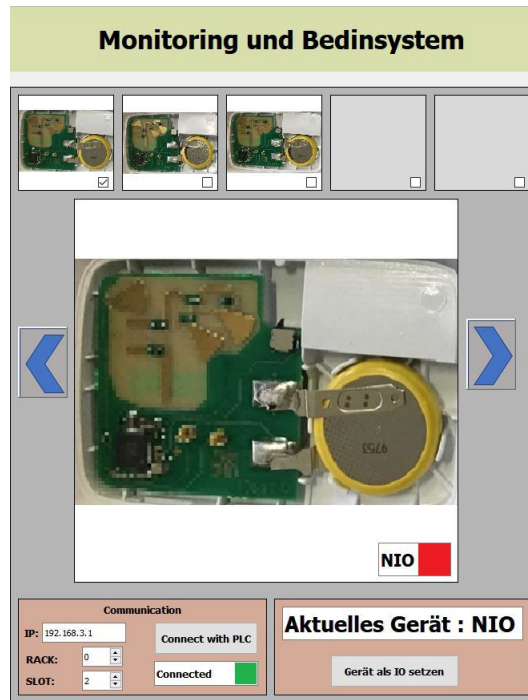 Monitoring und Bedinsystem
NIO
Communication
IP: 192.168.3.1
Connect with PLC
RACK: 0
SLOT: 2
Connected
Aktuelles Gerät : NIO
Gerät als IO setzen